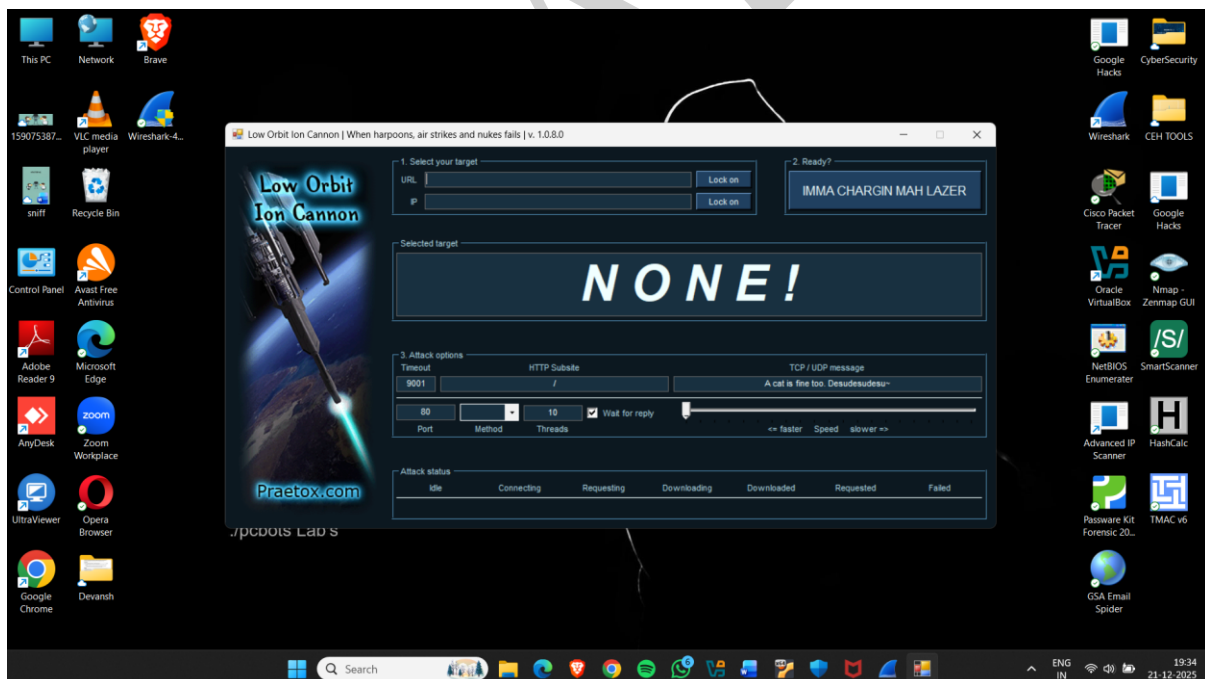 This PC
Network
Brave
159075387...
VLC media
player
Wireshark-4...
sniff
Recycle Bin
Control Panel
Avast Free
Antivirus
Adobe
Reader 9
Microsoft
Edge
AnyDesk
zoom
Zoom
Workplace
UltraViewer
Opera
Browser
Google
Chrome
Devansh
Low Orbit Ion Cannon | When harpoons, air strikes and nukes fails | v. 1.0.8.0
Low Orbit
Ion Cannon
Praetox.com
1. Select your target
URL
Lock on
IP
Lock on
2. Ready?
IMMA CHARGIN MAH LAZER
Selected target
NONE!
3. Attack options
Timeout HTTP Subsite TCP / UDP message
9001 / A cat is fine too. Desudesudesu~
80 10 Wait for reply
Port Method Threads <= faster Speed slower =>
Attack status
Idle Connecting Requesting Downloading Downloaded Requested Failed
./pcbots Lab's
Google
Hacks
CyberSecurity
Wireshark
CEH TOOLS
Cisco Packet
Tracer
Google
Hacks
Oracle
VirtualBox
Nmap -
Zenmap GUI
NetBIOS
Enumerater
/S/
SmartScanner
Advanced IP
Scanner
H
HashCalc
Passware Kit
Forensic 20...
TMAC v6
GSA Email
Spider
Search
6
ENG
IN
19:34
21-12-2025